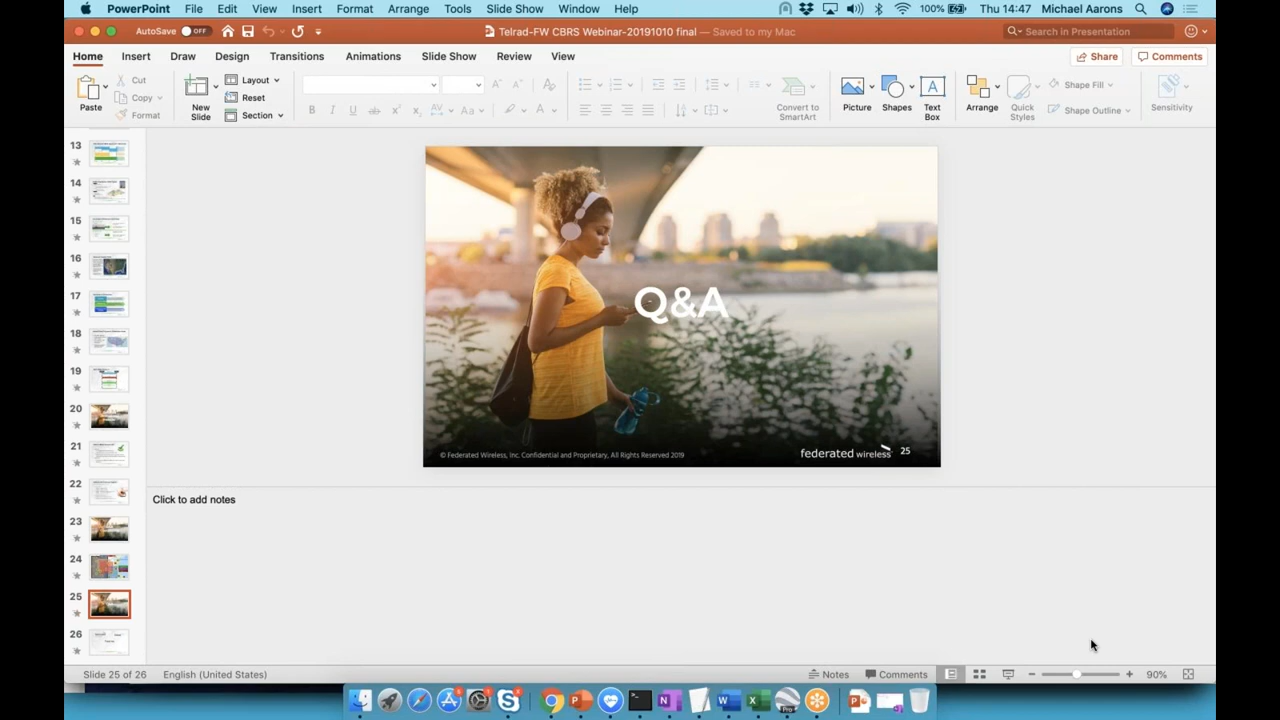 PowerPoint File Edit View Insert Format Arrange Tools Slide Show Window Help 100% Thu 14:47 Michael Aarons
AutoSave OFF Telrad-FW CBRS Webinar-20191010 final — Saved to my Mac Search in Presentation
Home Insert Draw Design Transitions Animations Slide Show Review View Share Comments
Paste Cut Copy Format
New Slide Layout Reset Section
Convert to SmartArt
Picture Shapes Text Box
Arrange Quick Styles Shape Fill Shape Outline
Sensitivity
13
14
15
16
17
18
19
20
21
22
23
24
25
26
Q&A
© Federated Wireless, Inc. Confidential and Proprietary, All Rights Reserved 2019
federated wireless 25
Click to add notes
Slide 25 of 26 English (United States) Notes Comments 90%